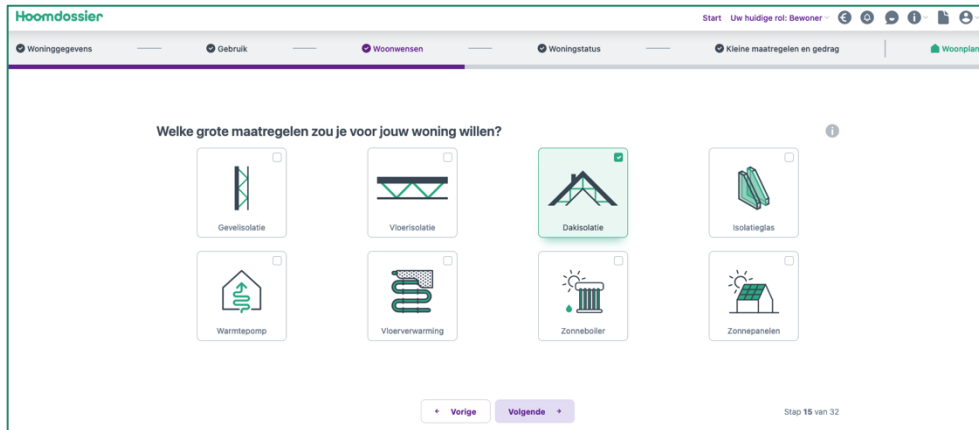 Hoomdossier
Start Uw huidige rol: Bewoner
Woninggegevens Gebruik Woonwensen Woningstatus Kleine maatregelen en gedrag Woonplan
Welke grote maatregelen zou je voor jouw woning willen?
Gevelisolatie Vloerisolatie Dakisolatie Isolatieglas
Warmtepomp Vloerverwarming Zonneboiler Zonnepanelen
Vorige Volgende Stap 15 van 32